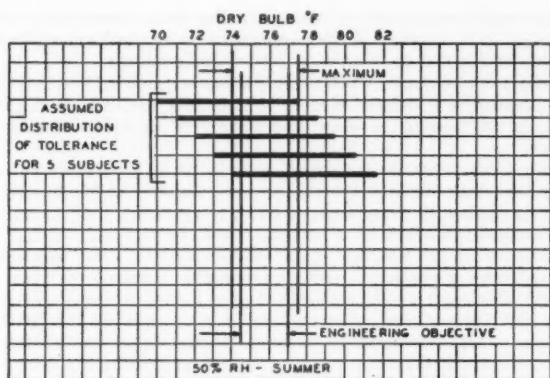 DRY BULB °F
70 72 74 76 78 80 82
MAXIMUM
ASSUMED
DISTRIBUTION
OF TOLERANCE
FOR 5 SUBJECTS
ENGINEERING OBJECTIVE
50% RH - SUMMER